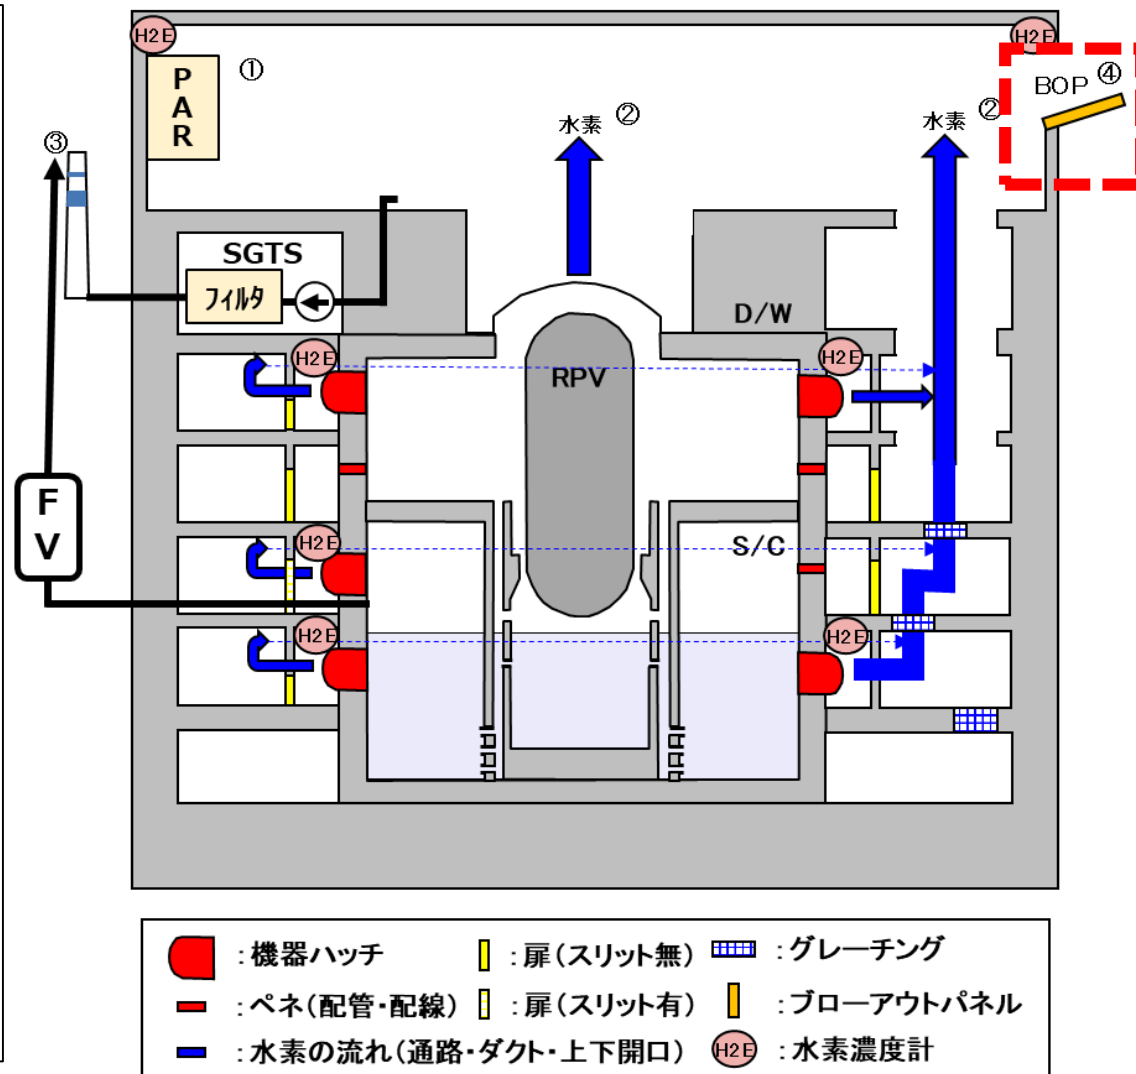 H2E
H2E
PAR
①
BOP ④
水素 ②
水素 ②
③
SGTS
フィルタ
D/W
H2E
H2E
RPV
FV
H2E
S/C
H2E
H2E
：機器ハッチ
：扉（スリット無）
：グレーチング
：ペネ（配管・配線）
：扉（スリット有）
：ブローアウトパネル
：水素の流れ（通路・ダクト・上下開口）
H2E
：水素濃度計